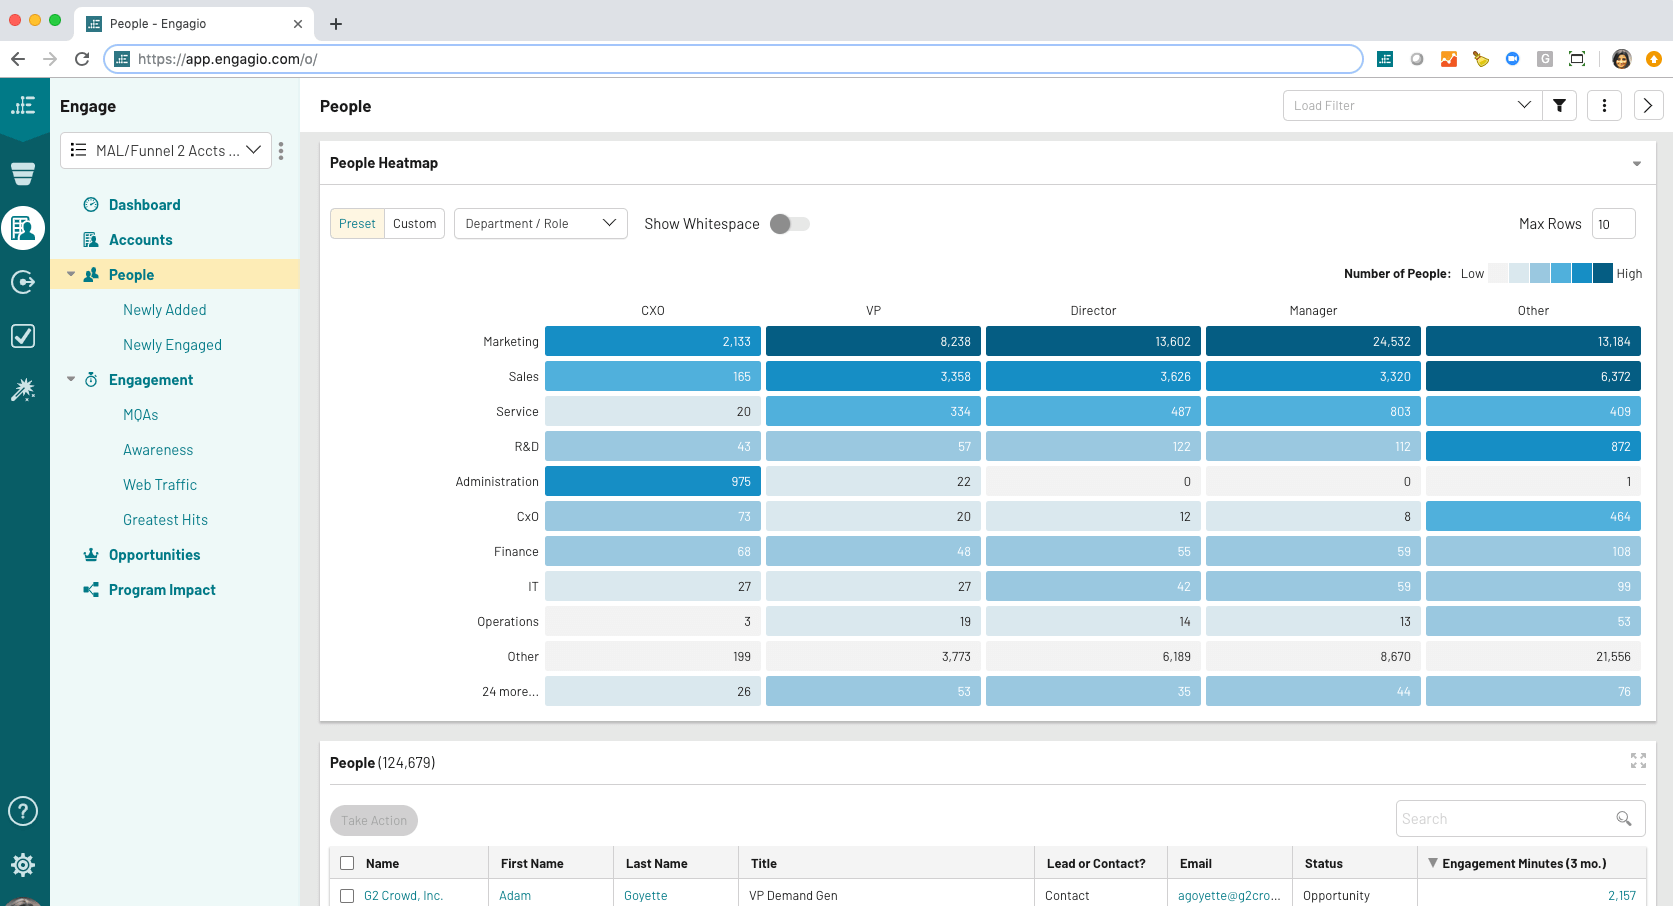 People - Engagio
https://app.engagio.com/o/
G
Engage
People
Load Filter
MAL/Funnel 2 Accts ...
Dashboard
Accounts
People
Newly Added
Newly Engaged
Engagement
MQAs
Awareness
Web Traffic
Greatest Hits
Opportunities
Program Impact
?
People Heatmap
Preset Custom Department / Role Show Whitespace Max Rows 10
Number of People: Low High
CXO VP Director Manager Other
Marketing 2,133 8,238 13,602 24,532 13,184
Sales 165 3,358 3,626 3,320 6,372
Service 20 334 487 803 409
R&D 43 57 122 112 872
Administration 975 22 0 0 1
CxO 73 20 12 8 464
Finance 68 48 55 59 108
IT 27 27 42 59 99
Operations 3 19 14 13 53
Other 199 3,773 6,189 8,670 21,556
24 more... 26 53 35 44 76
People (124,679)
Take Action
Search
Name First Name Last Name Title Lead or Contact? Email Status Engagement Minutes (3 mo.)
G2 Crowd, Inc. Adam Goyette VP Demand Gen Contact agoyette@g2cro... Opportunity 2,157